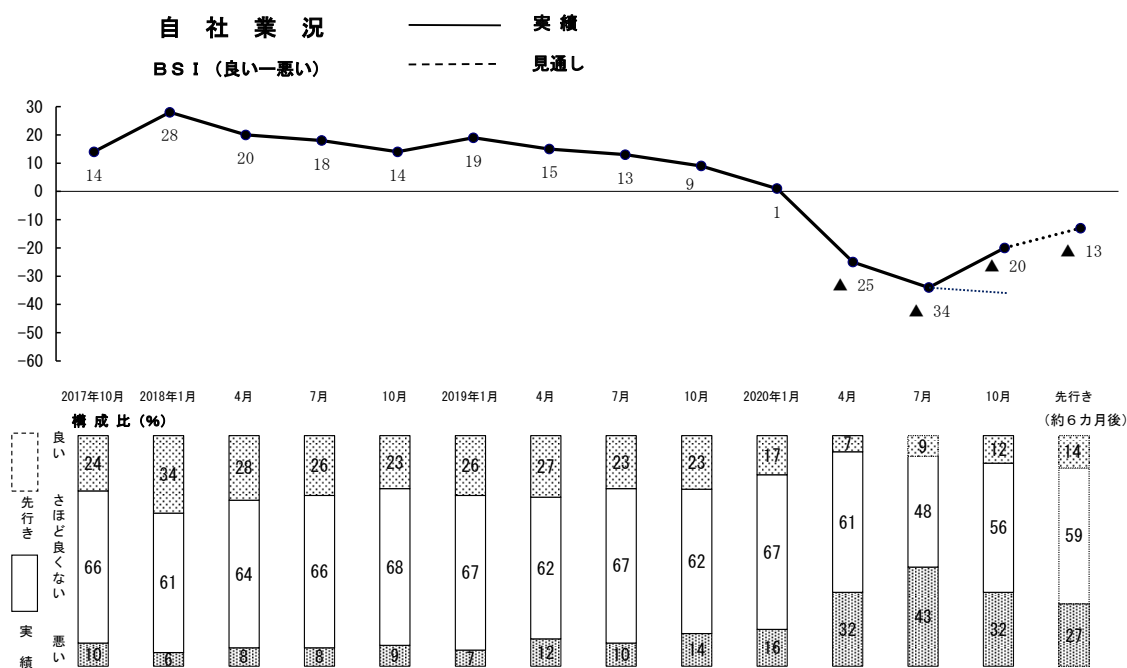 自 社 業 況
実 績
ＢＳＩ（良い―悪い）
見通し
30
20
10
0
-10
-20
-30
-40
-50
-60
14
28
20
18
14
19
15
13
9
1
▲ 25
▲ 34
▲ 20
▲ 13
2017年10月 2018年1月 4月 7月 10月 2019年1月 4月 7月 10月 2020年1月 4月 7月 10月 先行き
（約６カ月後）
構 成 比（％）
良い
さほど良くない
悪い
先行き
実績
24 34 28 26 23 26 27 23 23 17 7 9 12 14
66 61 64 66 68 67 62 67 62 67 61 48 56 59
10 6 8 8 9 7 12 10 14 16 32 43 32 27